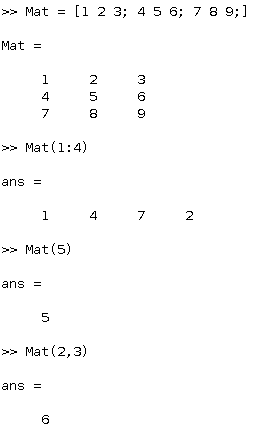 >> Mat = [1 2 3; 4 5 6; 7 8 9;]
Mat =
1 2 3
4 5 6
7 8 9
>> Mat(1:4)
ans =
1 4 7 2
>> Mat(5)
ans =
5
>> Mat(2,3)
ans =
6